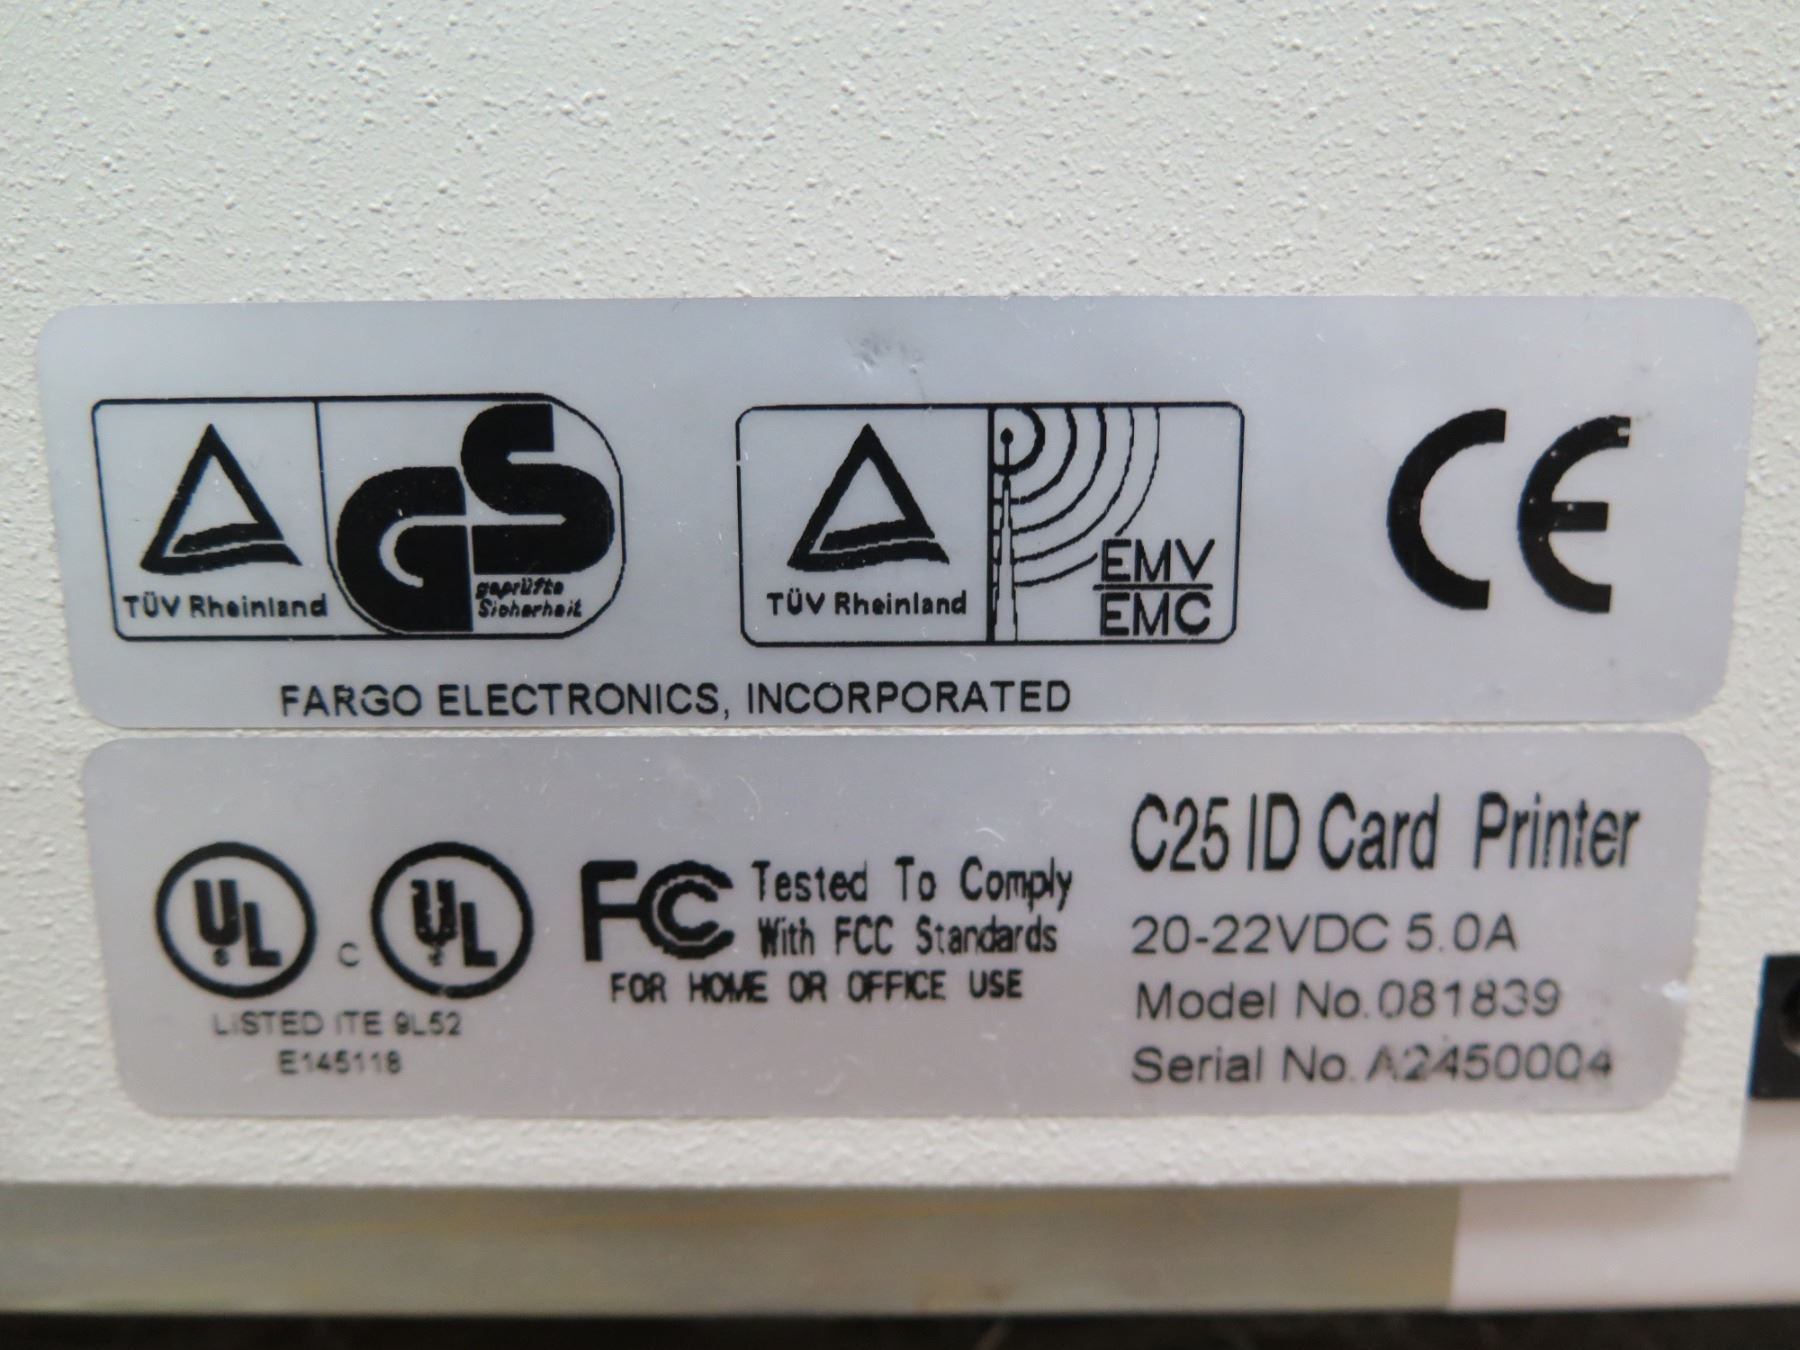 TÜV Rheinland
GS
geprüfte
Sicherheit
TÜV Rheinland
EMV
EMC
CE
FARGO ELECTRONICS, INCORPORATED
UL
C UL
LISTED ITE 9L52
E145118
FC Tested To Comply
With FCC Standards
FOR HOME OR OFFICE USE
C25 ID Card Printer
20-22VDC 5.0A
Model No.081839
Serial No. A2450004